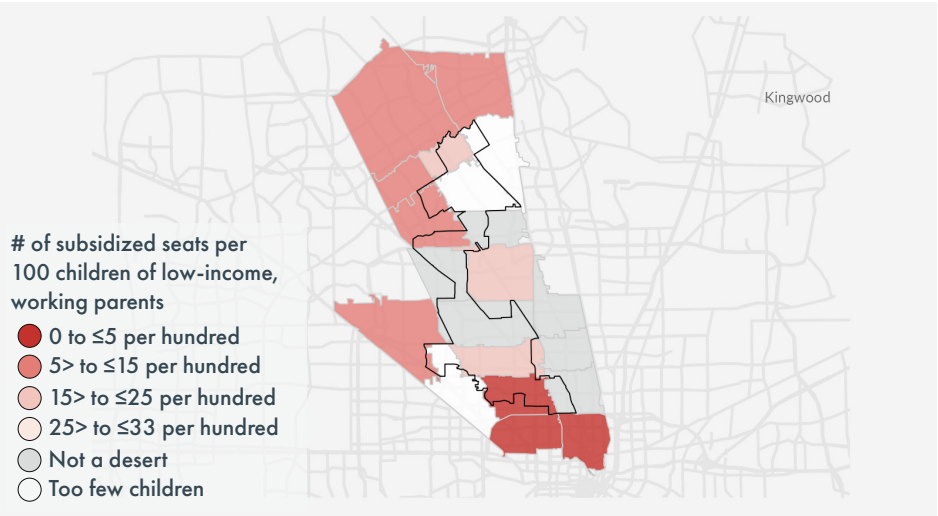 Kingwood
# of subsidized seats per
100 children of low-income,
working parents
0 to ≤5 per hundred
5> to ≤15 per hundred
15> to ≤25 per hundred
25> to ≤33 per hundred
Not a desert
Too few children